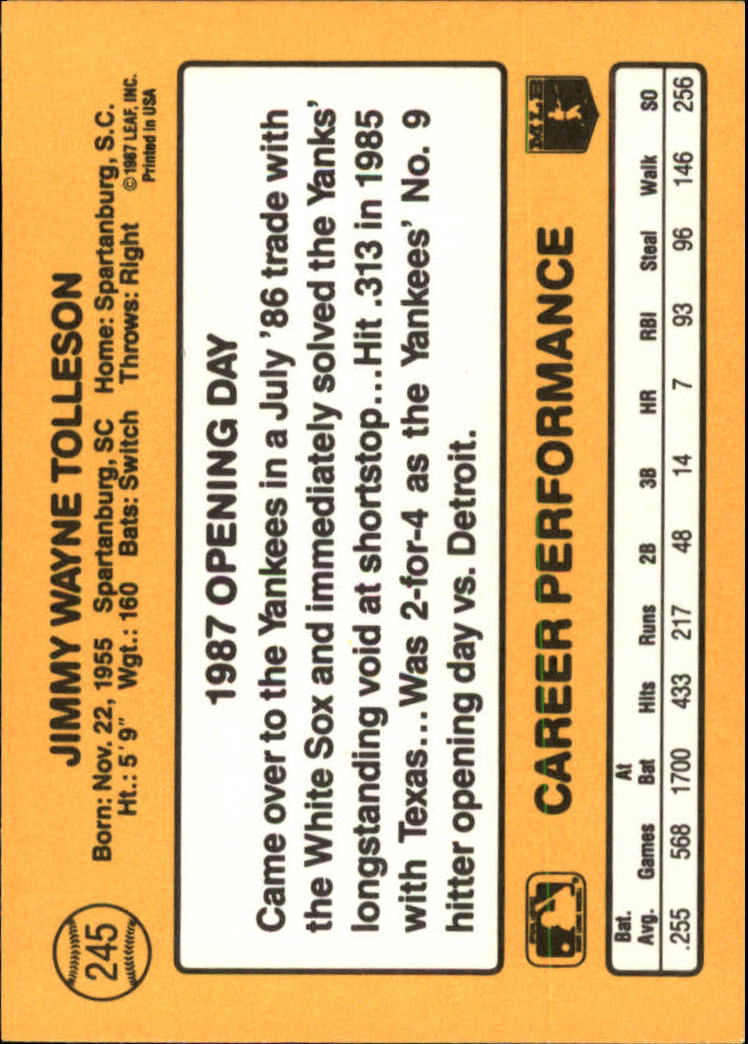 245
JIMMY WAYNE TOLLESON
Born: Nov. 22, 1955 Spartanburg, SC Home: Spartanburg, S.C.
Ht.: 5'9" Wgt.: 160 Bats: Switch Throws: Right
© 1987 LEAF, INC.
Printed in USA
1987 OPENING DAY
Came over to the Yankees in a July '86 trade with
the White Sox and immediately solved the Yanks'
longstanding void at shortstop...Hit .313 in 1985
with Texas...Was 2-for-4 as the Yankees' No. 9
hitter opening day vs. Detroit.
CAREER PERFORMANCE
MLB
Bat. At
Avg. Games Bat Hits Runs 2B 3B HR RBI Steal Walk SO
.255 568 1700 433 217 48 14 7 93 96 146 256